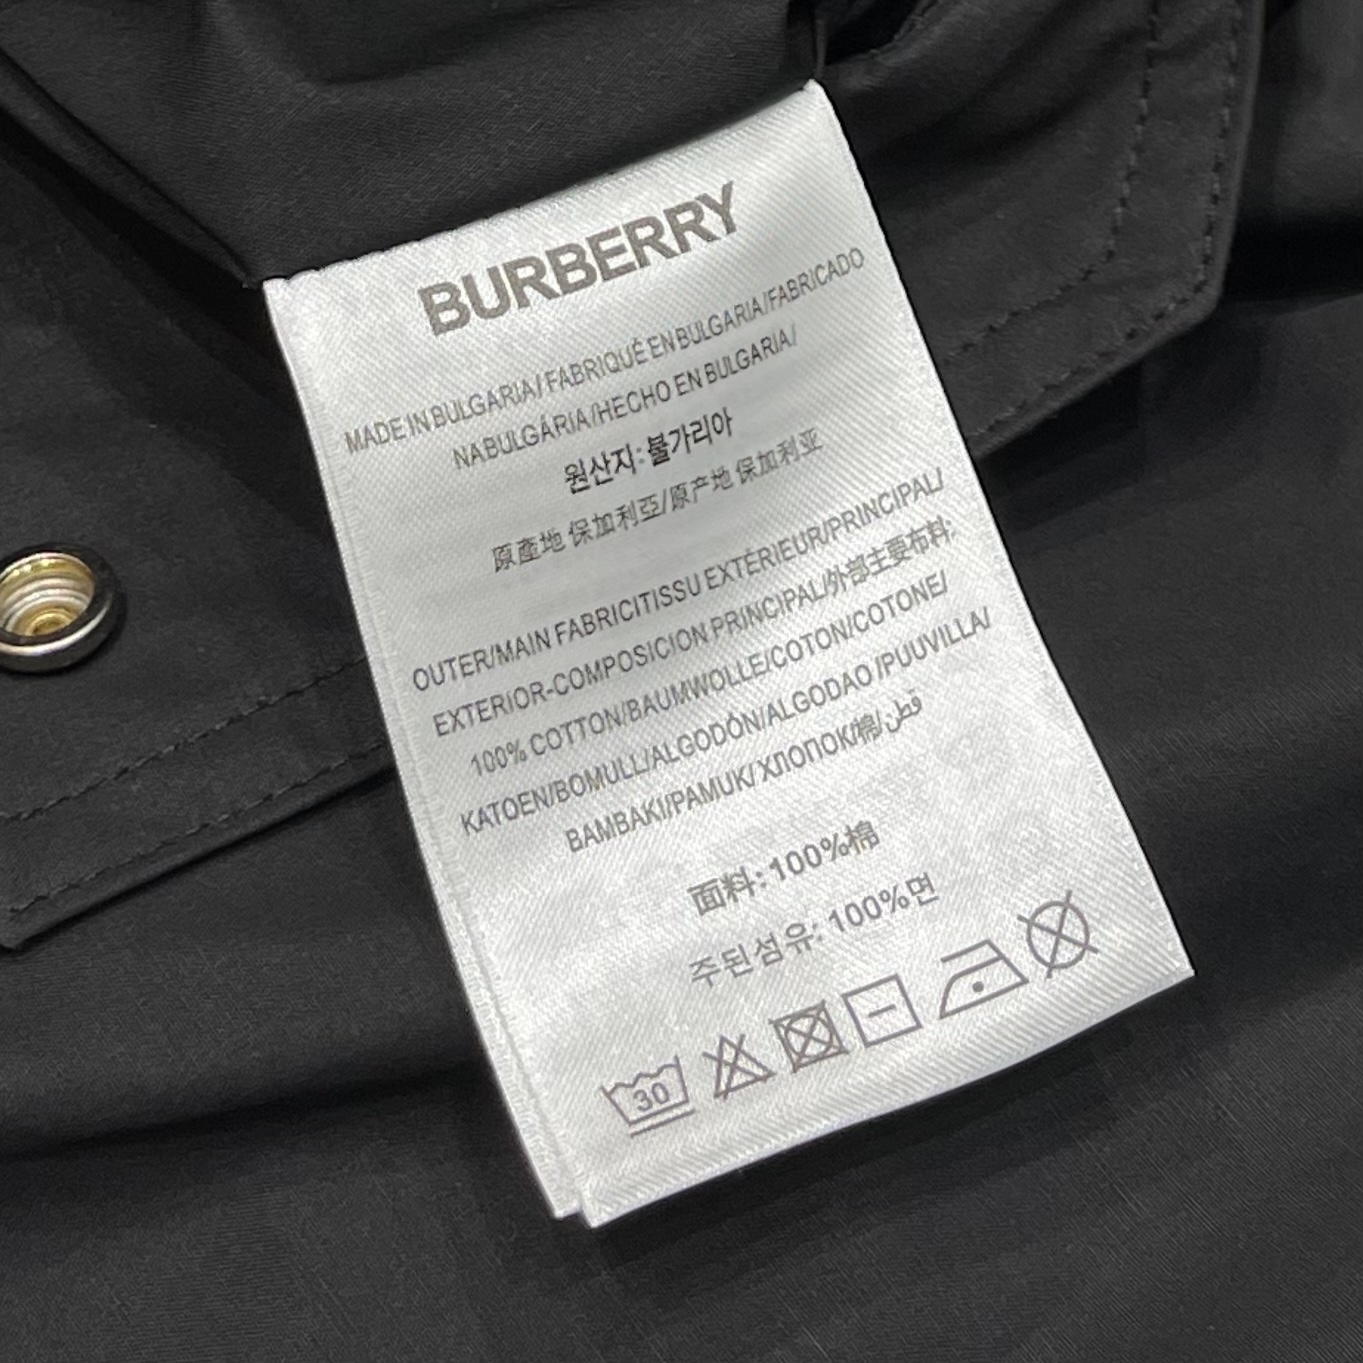 BURBERRY
MADE IN BULGARIA/ FABRIQUÉ EN BULGARIA/FABRICADO
NA BULGÁRIA/HECHO EN BULGARIA/
원산지: 불가리아
原產地 保加利亞/原产地 保加利亚
OUTER/MAIN FABRICITISSU EXTÉRIEUR/PRINCIPAL/
EXTERIOR-COMPOSICION PRINCIPAL/外部主要布料:
100% COTTON/BAUMWOLLE/COTON/COTONE/
KATOEN/BOMULL/ALGODÓN/ALGODAO /PUUVILLA/
BAMBAKI/PAMUK/ ХЛОПОК/棉/قطن
面料: 100%棉
주된섬유: 100%면
30